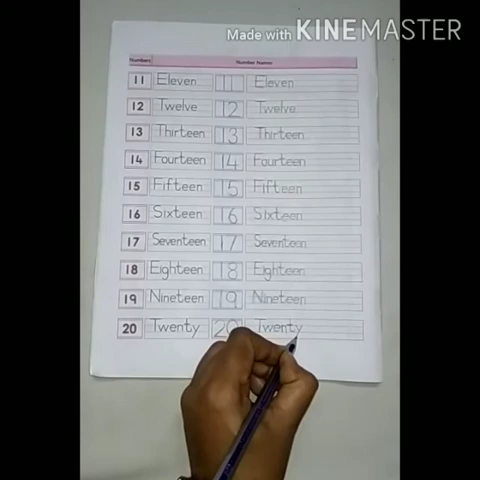 Made with KINEMASTER
Numbers Number Names
11 Eleven 11 Eleven
12 Twelve 12 Twelve
13 Thirteen 13 Thirteen
14 Fourteen 14 Fourteen
15 Fifteen 15 Fifteen
16 Sixteen 16 Sixteen
17 Seventeen 17 Seventeen
18 Eighteen 18 Eighteen
19 Nineteen 19 Nineteen
20 Twenty 20 Twenty